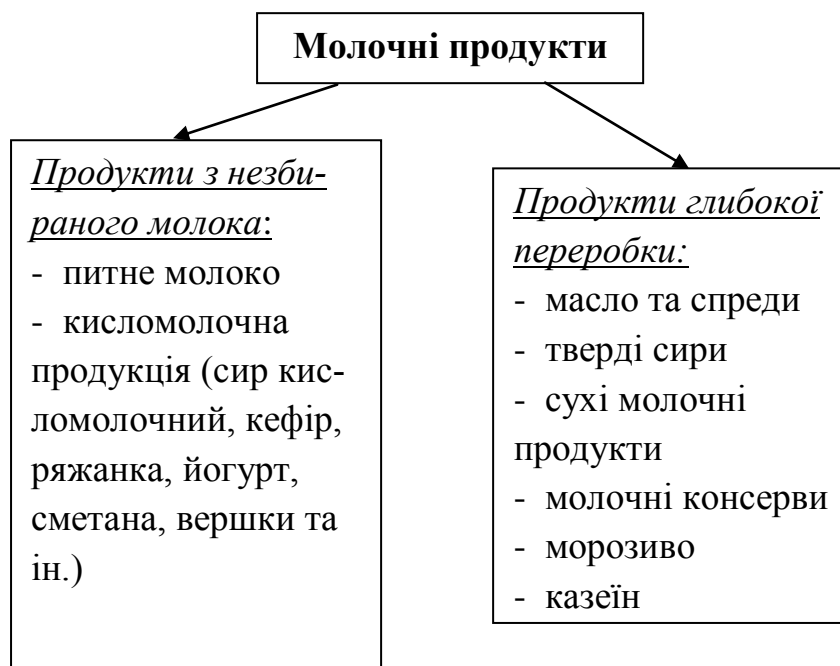 Молочні продукти
Продукти з незби-
раного молока:
- питне молоко
- кисломолочна
продукція (сир кис-
ломолочний, кефір,
ряжанка, йогурт,
сметана, вершки та
ін.)
Продукти глибокої
переробки:
- масло та спреди
- тверді сири
- сухі молочні
продукти
- молочні консерви
- морозиво
- казеїн